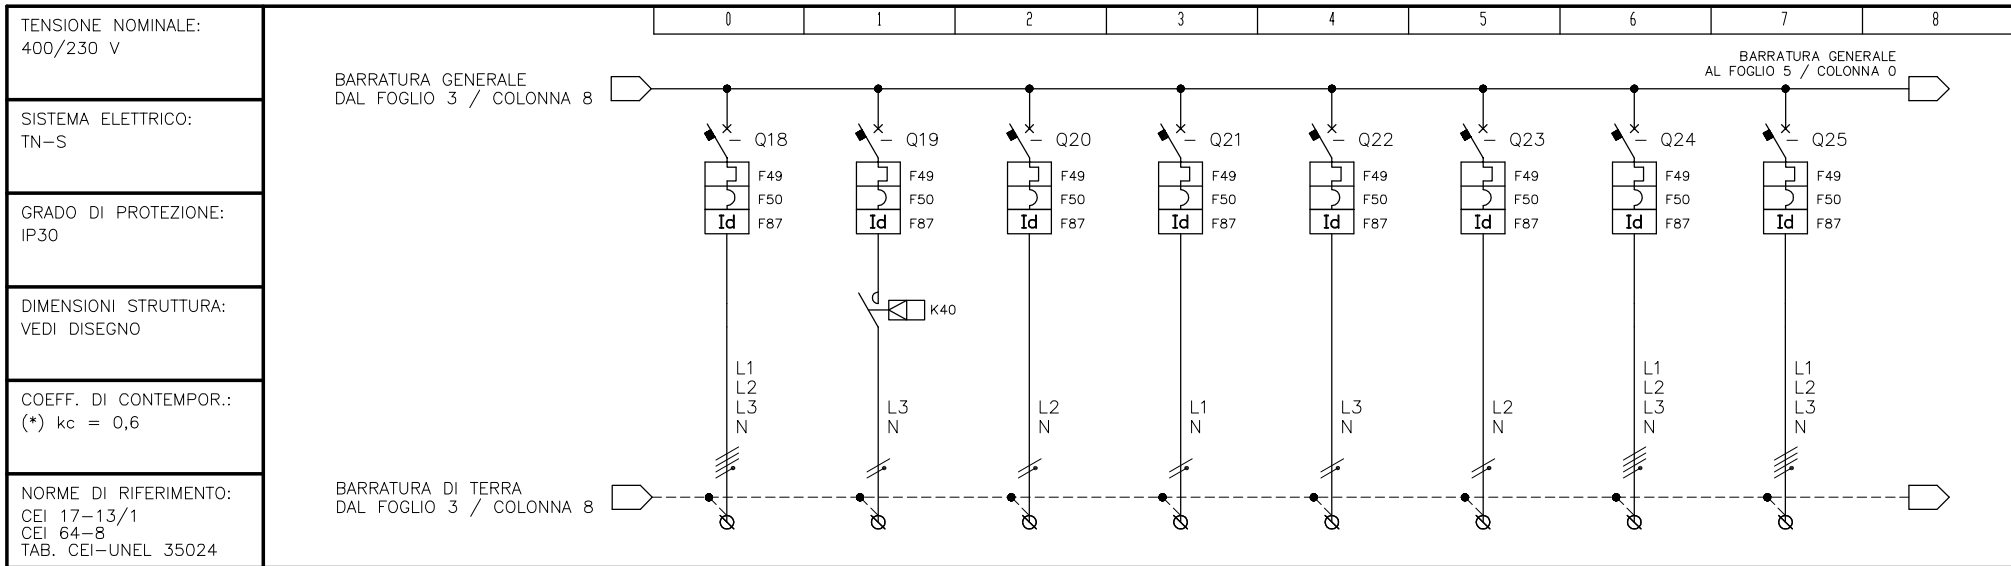 TENSIONE NOMINALE:
400/230 V
SISTEMA ELETTRICO:
TN-S
GRADO DI PROTEZIONE:
IP30
DIMENSIONI STRUTTURA:
VEDI DISEGNO
COEFF. DI CONTEMPOR.:
(*) kc = 0,6
NORME DI RIFERIMENTO:
CEI 17-13/1
CEI 64-8
TAB. CEI-UNEL 35024
0 1 2 3 4 5 6 7 8
BARRATURA GENERALE
DAL FOGLIO 3 / COLONNA 8
BARRATURA GENERALE
AL FOGLIO 5 / COLONNA 0
Q18 Q19 Q20 Q21 Q22 Q23 Q24 Q25
F49 F49 F49 F49 F49 F49 F49 F49
F50 F50 F50 F50 F50 F50 F50 F50
Id F87 Id F87 Id F87 Id F87 Id F87 Id F87 Id F87 Id F87
K40
L1 L1 L1
L2 L2 L2
L3 L3 L2 L1 L3 L2 L3 L3
N N N N N N N N
BARRATURA DI TERRA
DAL FOGLIO 3 / COLONNA 8